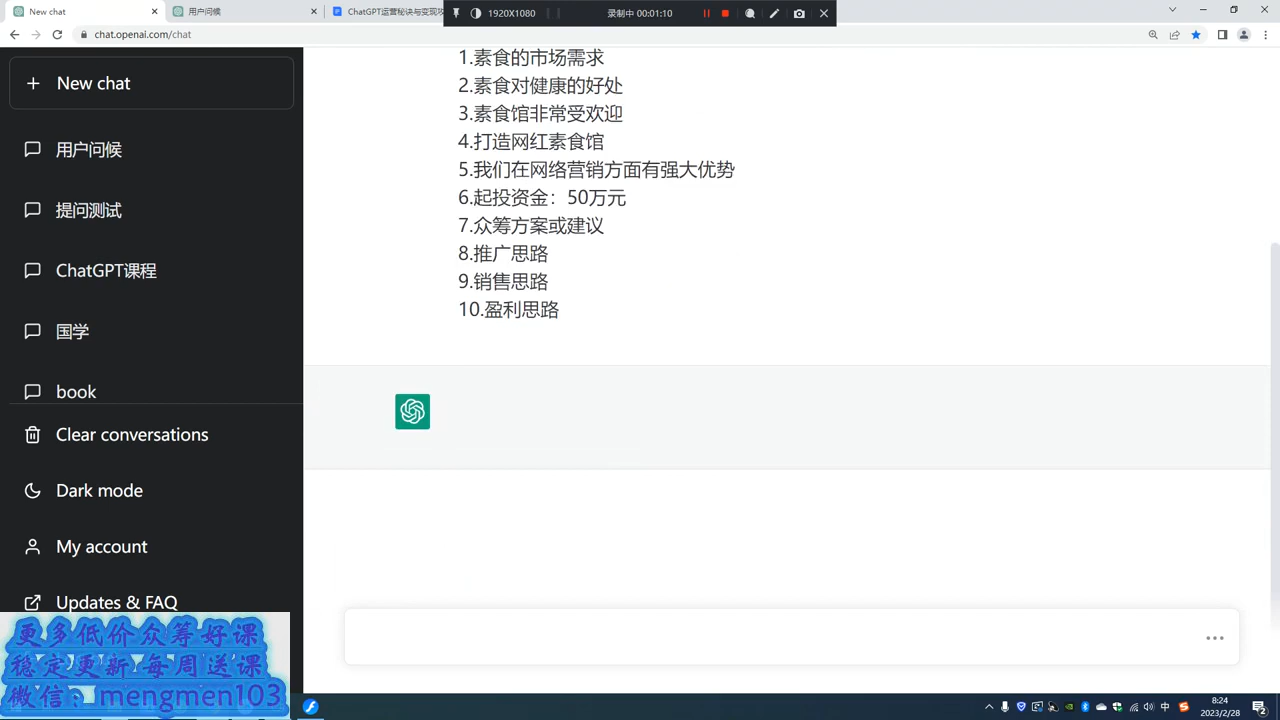 New chat
用户问候
ChatGPT运营秘诀与变现攻
1920X1080
录制中 00:01:10
chat.openai.com/chat
New chat
用户问候
提问测试
ChatGPT课程
国学
book
Clear conversations
Dark mode
My account
Updates & FAQ
1.素食的市场需求
2.素食对健康的好处
3.素食馆非常受欢迎
4.打造网红素食馆
5.我们在网络营销方面有强大优势
6.起投资金：50万元
7.众筹方案或建议
8.推广思路
9.销售思路
10.盈利思路
更多低价众筹好课
稳定更新 每周送课
微信：mengmen103
中
8:24
2023/2/28